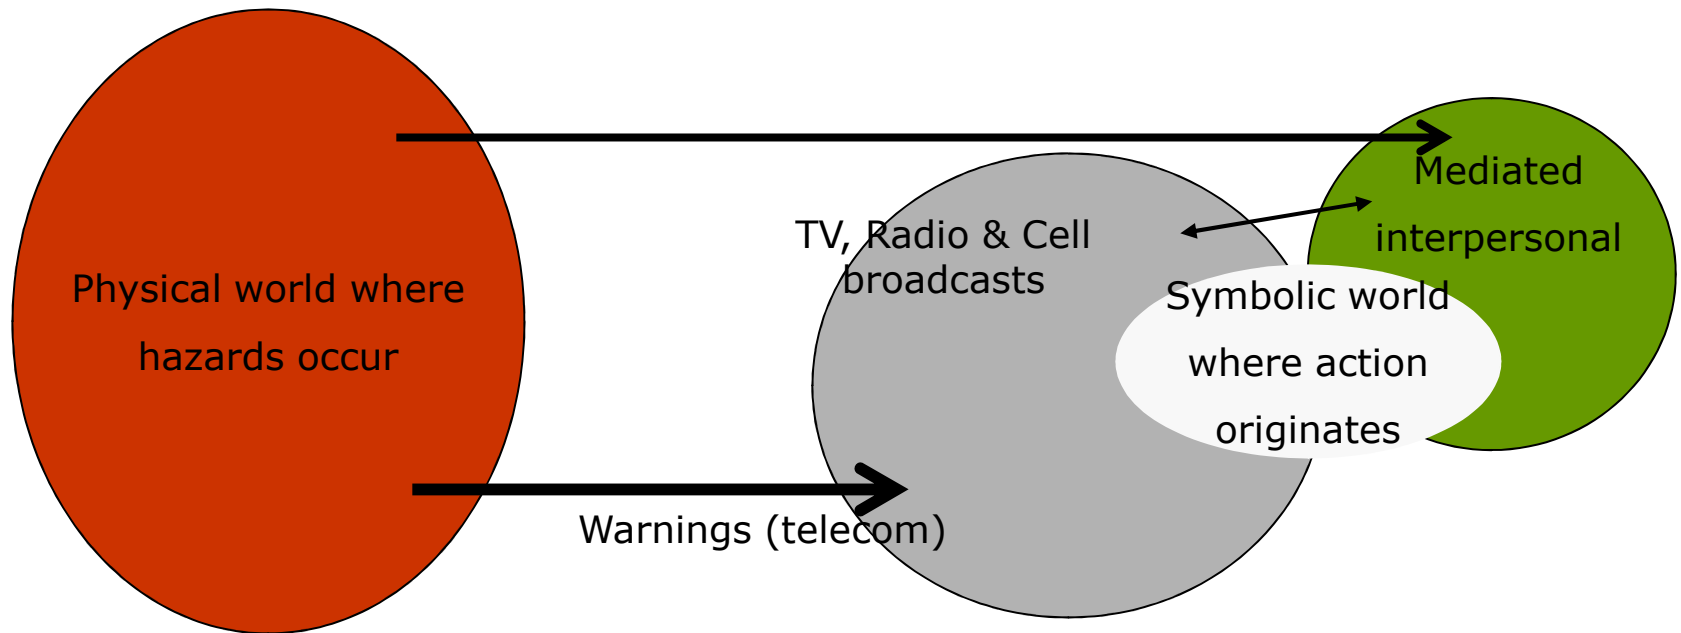 Physical world where
hazards occur
TV, Radio & Cell
broadcasts
Mediated
interpersonal
Symbolic world
where action
originates
Warnings (telecom)